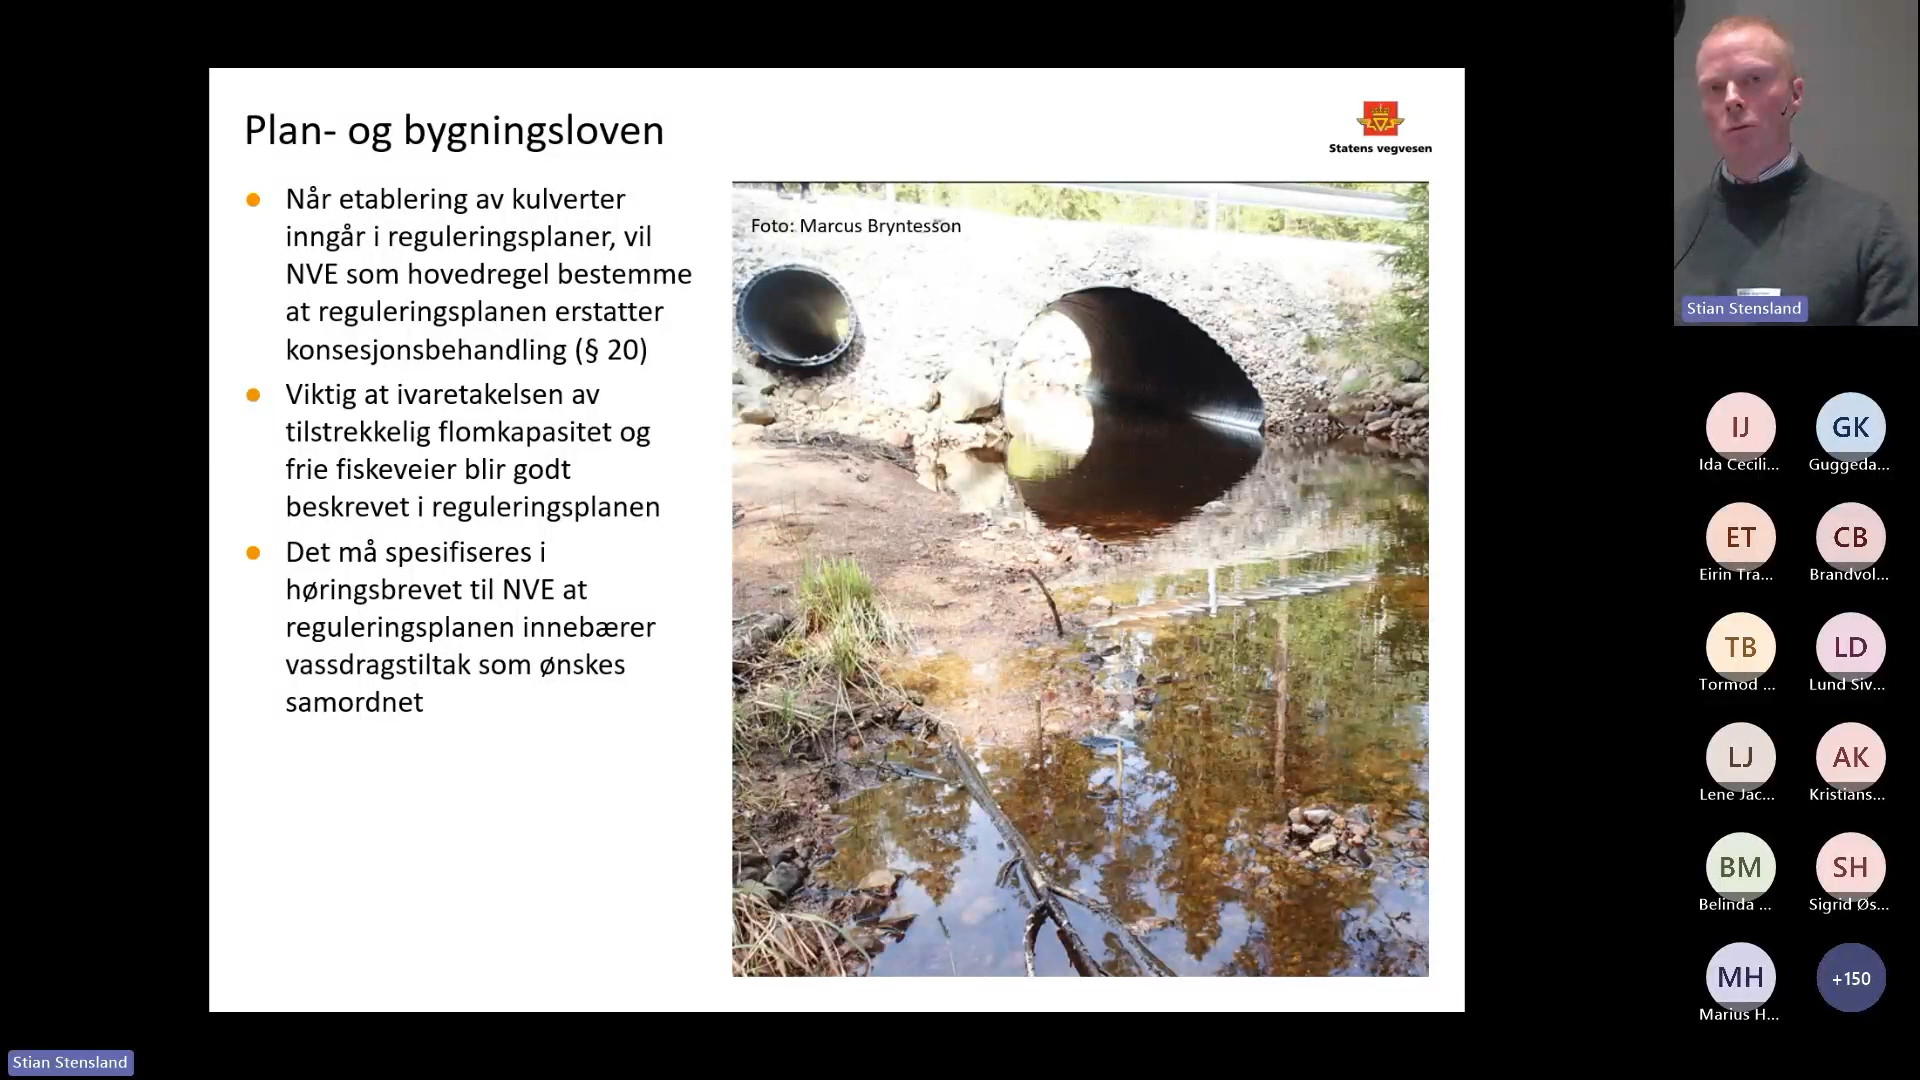 Plan- og bygningsloven
Statens vegvesen
Når etablering av kulverter
inngår i reguleringsplaner, vil
NVE som hovedregel bestemme
at reguleringsplanen erstatter
konsesjonsbehandling (§ 20)
Viktig at ivaretakelsen av
tilstrekkelig flomkapasitet og
frie fiskeveier blir godt
beskrevet i reguleringsplanen
Det må spesifiseres i
høringsbrevet til NVE at
reguleringsplanen innebærer
vassdragstiltak som ønskes
samordnet
Foto: Marcus Bryntesson
Stian Stensland
IJ
Ida Cecili...
GK
Guggeda...
ET
Eirin Tra...
CB
Brandvol...
TB
Tormod ...
LD
Lund Siv...
LJ
Lene Jac...
AK
Kristians...
BM
Belinda ...
SH
Sigrid Øs...
MH
Marius H...
+150
Stian Stensland